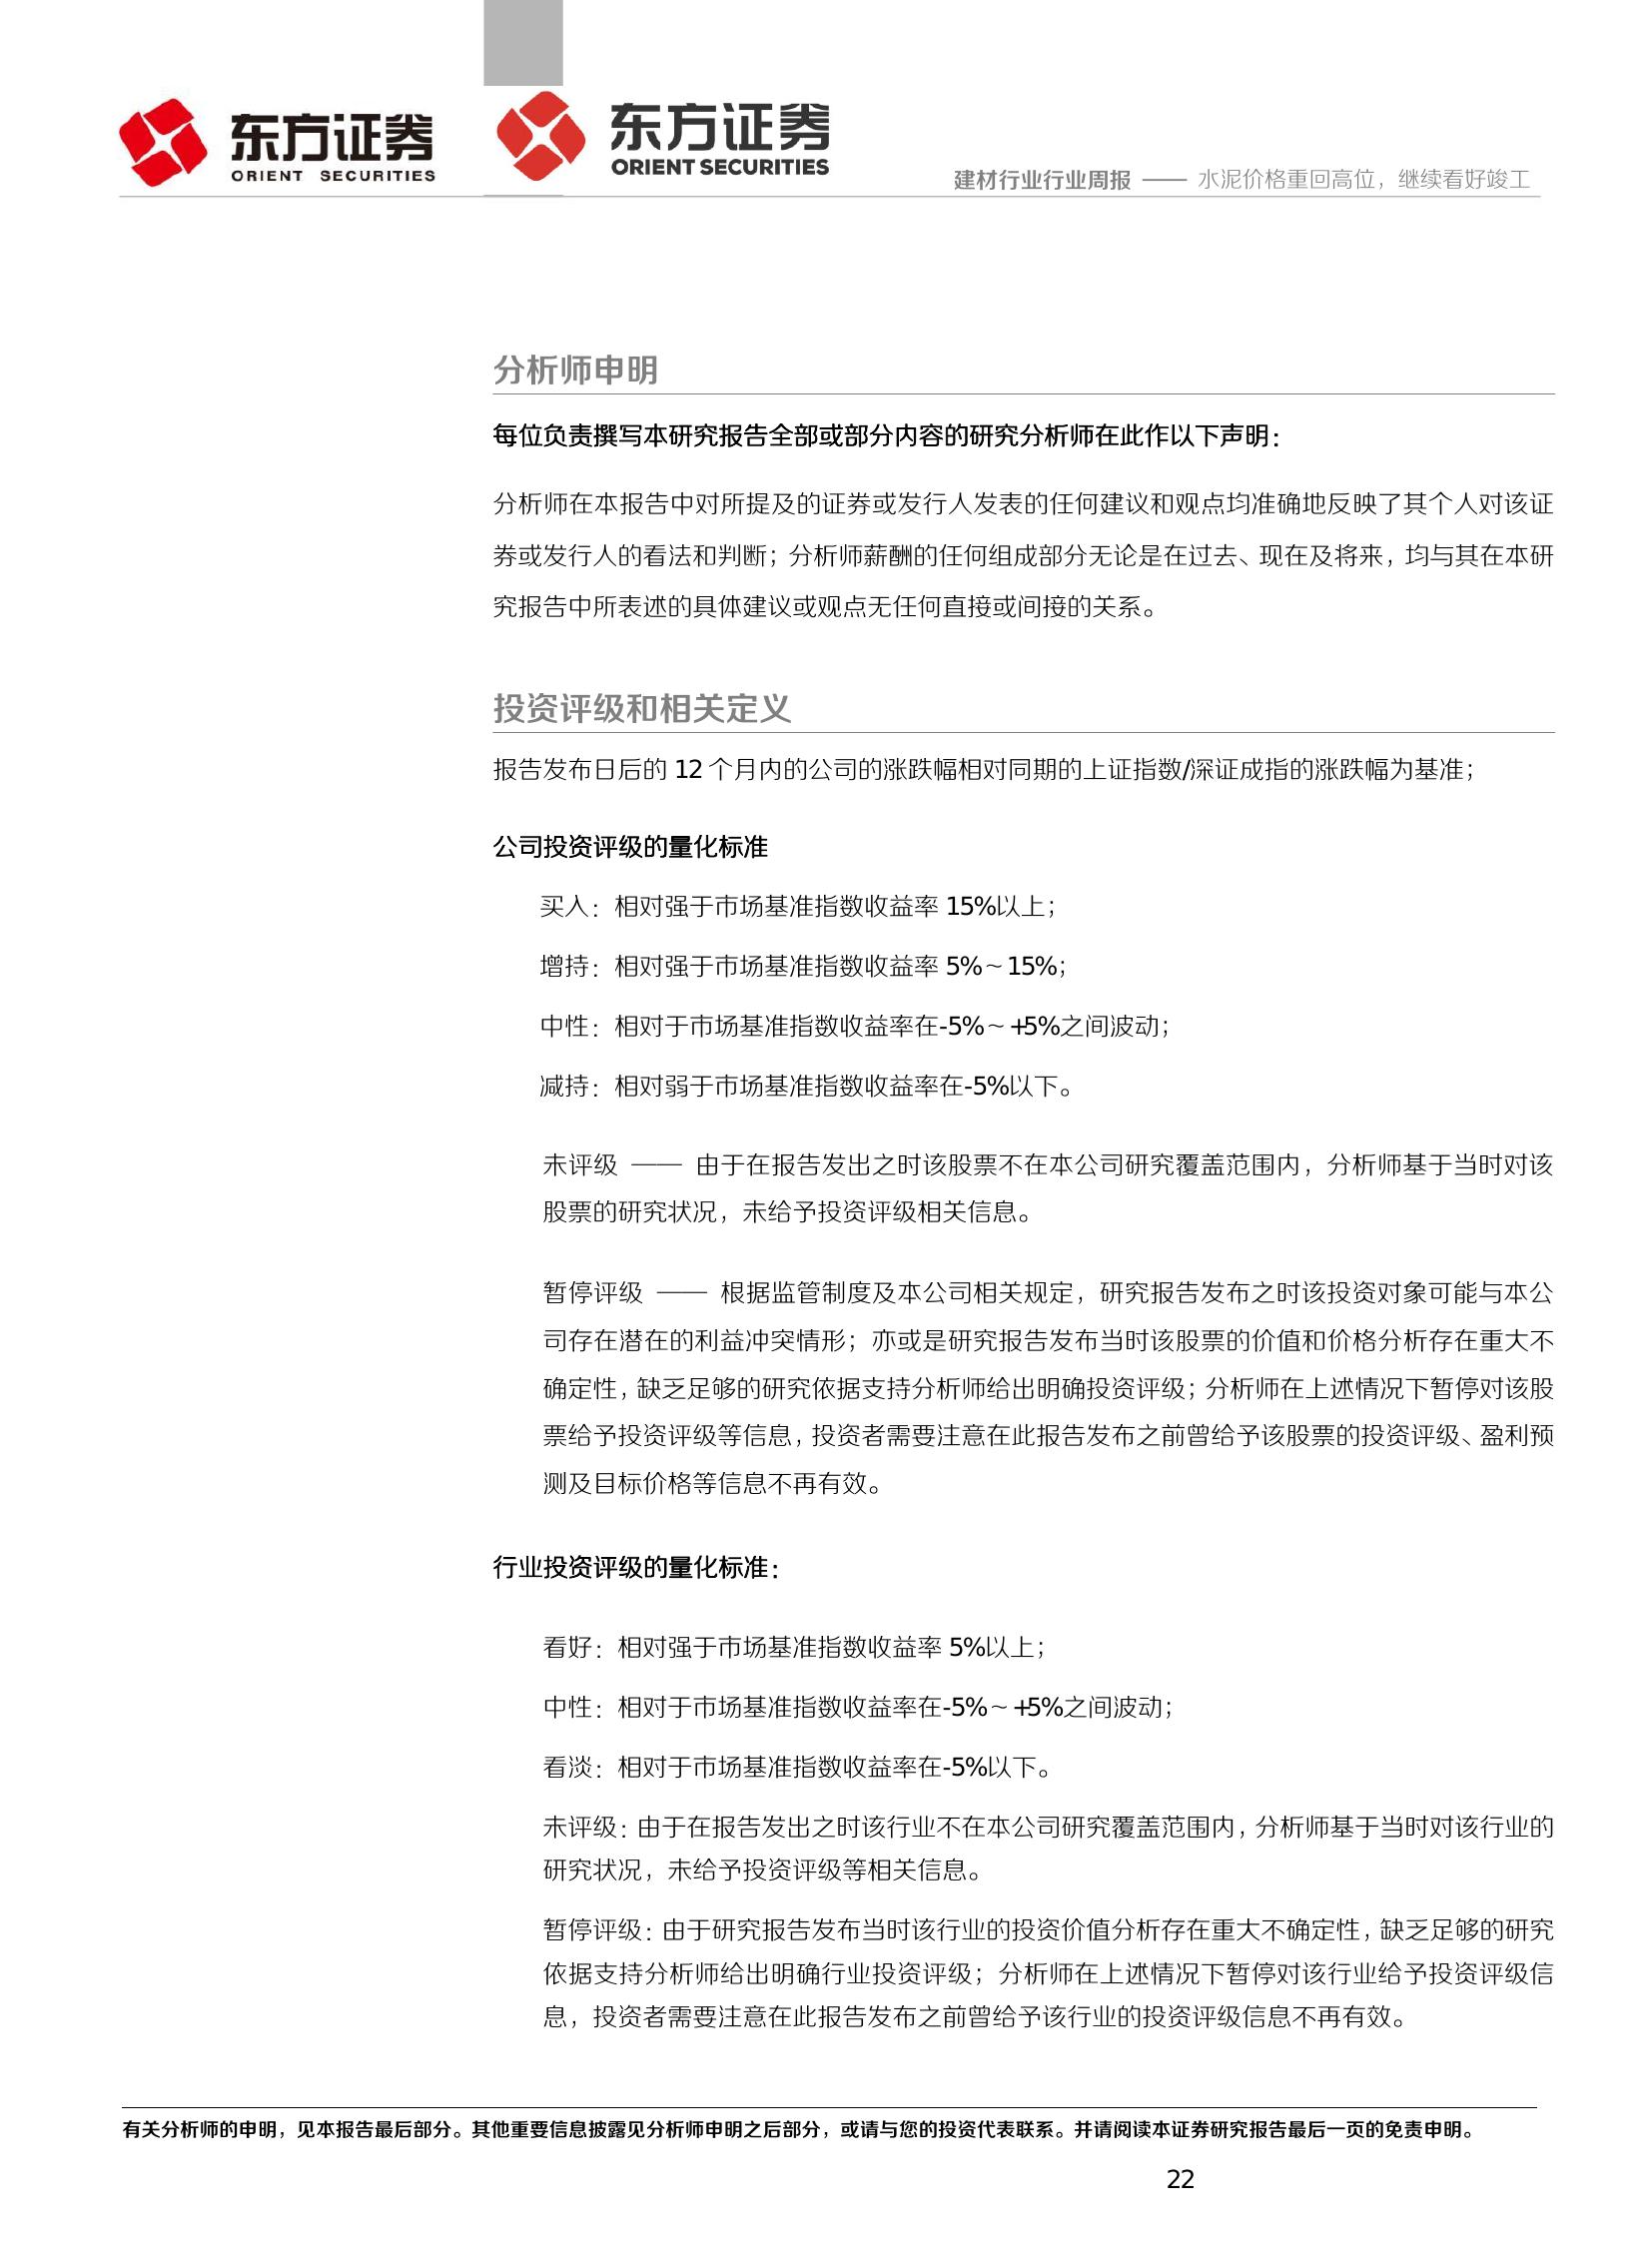 东方证券
ORIENT SECURITIES
东方证券
ORIENT SECURITIES
建材行业行业周报 —— 水泥价格重回高位，继续看好竣工
分析师申明
每位负责撰写本研究报告全部或部分内容的研究分析师在此作以下声明：
分析师在本报告中对所提及的证券或发行人发表的任何建议和观点均准确地反映了其个人对该证
券或发行人的看法和判断；分析师薪酬的任何组成部分无论是在过去、现在及将来，均与其在本研
究报告中所表述的具体建议或观点无任何直接或间接的关系。
投资评级和相关定义
报告发布日后的 12 个月内的公司的涨跌幅相对同期的上证指数/深证成指的涨跌幅为基准；
公司投资评级的量化标准
买入：相对强于市场基准指数收益率 15%以上；
增持：相对强于市场基准指数收益率 5%～15%；
中性：相对于市场基准指数收益率在-5%～+5%之间波动；
减持：相对弱于市场基准指数收益率在-5%以下。
未评级 —— 由于在报告发出之时该股票不在本公司研究覆盖范围内，分析师基于当时对该
股票的研究状况，未给予投资评级相关信息。
暂停评级 —— 根据监管制度及本公司相关规定，研究报告发布之时该投资对象可能与本公
司存在潜在的利益冲突情形；亦或是研究报告发布当时该股票的价值和价格分析存在重大不
确定性，缺乏足够的研究依据支持分析师给出明确投资评级；分析师在上述情况下暂停对该股
票给予投资评级等信息，投资者需要注意在此报告发布之前曾给予该股票的投资评级、盈利预
测及目标价格等信息不再有效。
行业投资评级的量化标准：
看好：相对强于市场基准指数收益率 5%以上；
中性：相对于市场基准指数收益率在-5%～+5%之间波动；
看淡：相对于市场基准指数收益率在-5%以下。
未评级：由于在报告发出之时该行业不在本公司研究覆盖范围内，分析师基于当时对该行业的
研究状况，未给予投资评级等相关信息。
暂停评级：由于研究报告发布当时该行业的投资价值分析存在重大不确定性，缺乏足够的研究
依据支持分析师给出明确行业投资评级；分析师在上述情况下暂停对该行业给予投资评级信
息，投资者需要注意在此报告发布之前曾给予该行业的投资评级信息不再有效。
有关分析师的申明，见本报告最后部分。其他重要信息披露见分析师申明之后部分，或请与您的投资代表联系。并请阅读本证券研究报告最后一页的免责申明。
22